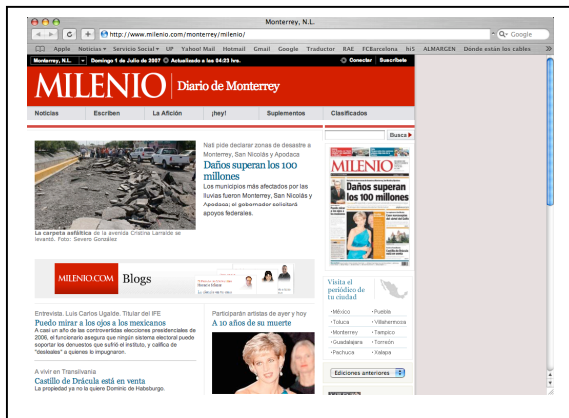 Monterrey, N.L.
http://www.milenio.com/monterrey/milenio/
Google
Apple Noticias Servicio Social UP Yahoo! Mail Hotmail Gmail Google Traductor RAE FCBarcelona hi5 ALMARGEN Dónde están los cables
Monterrey, N.L. Domingo 1 de Julio de 2007 Actualizado a las 04:23 hrs. Conectar Suscríbete
MILENIO Diario de Monterrey
Noticias Escriben La Afición ¡hey! Suplementos Clasificados
Busca
Nati pide declarar zonas de desastre a
Monterrey, San Nicolás y Apodaca
Daños superan los 100
millones
Los municipios más afectados por las
lluvias fueron Monterrey, San Nicolás y
Apodaca; el gobernador solicitará
apoyos federales.
La carpeta asfáltica de la avenida Cristina Larralde se
levantó. Foto: Severo González
MILENIO
Daños superan
los 100 millones
MILENIO.COM Blogs
Visita el
periódico de
tu ciudad
México
Puebla
Toluca
Villahermosa
Monterrey
Tampico
Guadalajara
Torreón
Pachuca
Xalapa
Ediciones anteriores
Entrevista. Luis Carlos Ugalde, Titular del IFE
Puedo mirar a los ojos a los mexicanos
A casi un año de las controvertidas elecciones presidenciales de
2006, el funcionario asegura que ningún sistema electoral puede
soportar los denuestos que sufrió el instituto, y califica de
"desleales" a quienes lo impugnaron.
A vivir en Transilvania
Castillo de Drácula está en venta
La propiedad ya no la quiere Dominic de Habsburgo.
Participarán artistas de ayer y hoy
A 10 años de su muerte